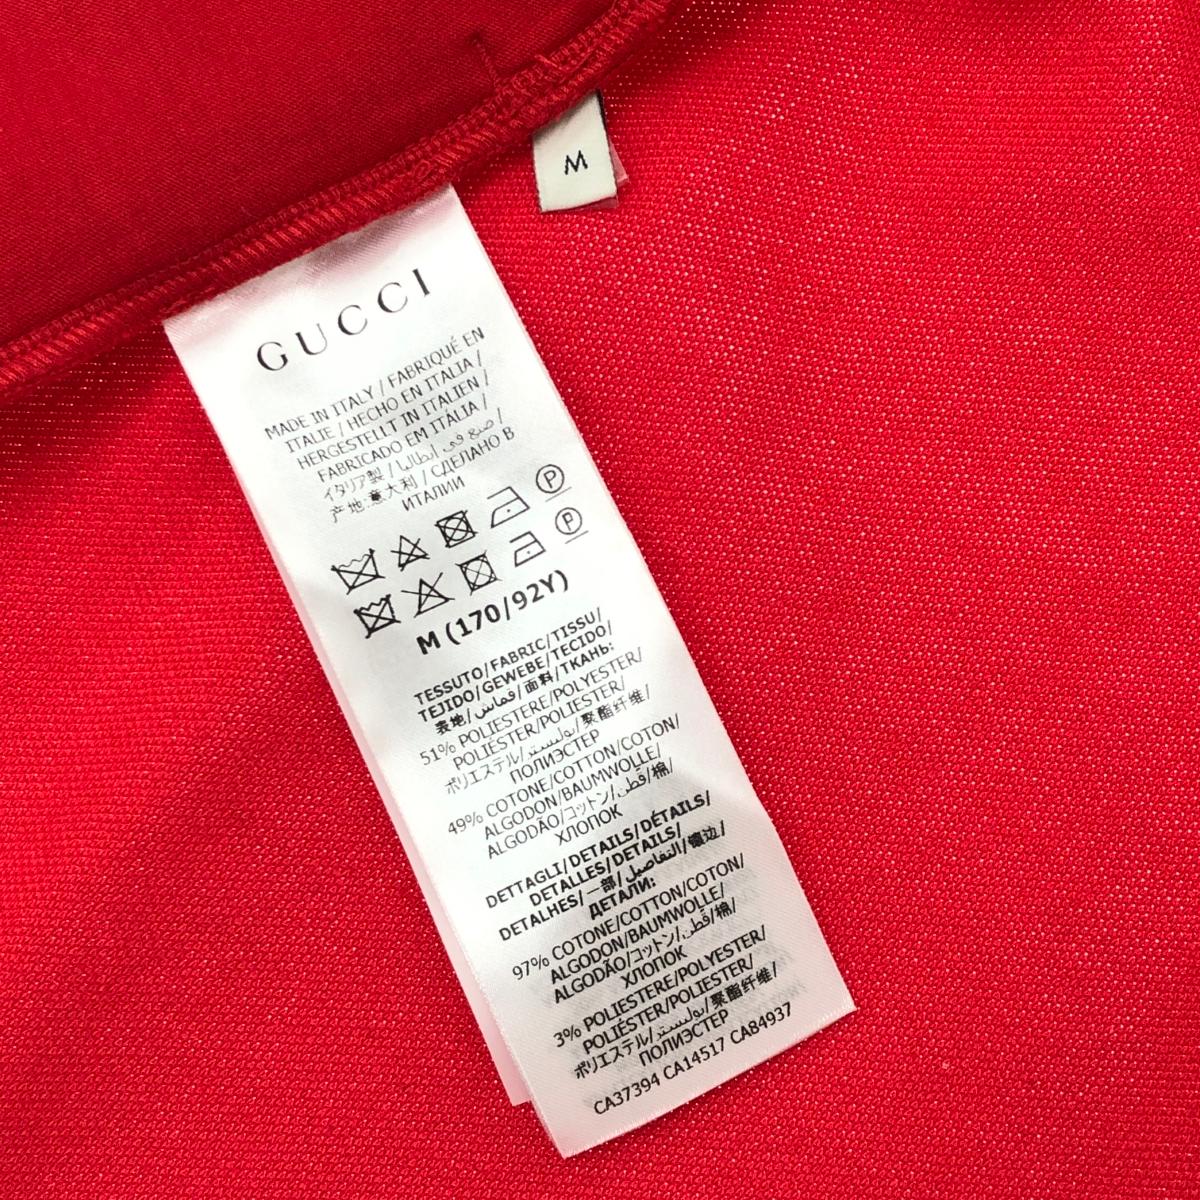 M
GUCCI
MADE IN ITALY / FABRIQUÉ EN
ITALIE / HECHO EN ITALIA /
HERGESTELLT IN ITALIEN /
FABRICADO EM ITÁLIA /
イタリア製 / صنع في إيطاليا /
产地:意大利 / СДЕЛАНО В
ИТАЛИИ
P
P
M (170/92Y)
TESSUTO/FABRIC/TISSU/
TEJIDO/GEWEBE/TECIDO/
表地/قماش/面料/ТКАНЬ:
51% POLIESTERE/POLYESTER/
POLIÉSTER/POLIESTER/
ポリエステル/بوليستر/聚酯纤维/
ПОЛИЭСТЕР
49% COTONE/COTTON/COTON/
ALGODON/BAUMWOLLE/
ALGODÃO/コットン/قطن/棉/
ХЛОПОК
DETTAGLI/DETAILS/DÉTAILS/
DETALLES/DETAILS/
DETALHES/一部/التفاصيل/镶边/
ДЕТАЛИ:
97% COTONE/COTTON/COTON/
ALGODON/BAUMWOLLE/
ALGODÃO/コットン/قطن/棉/
ХЛОПОК
3% POLIESTERE/POLYESTER/
POLIÉSTER/POLIESTER/
ポリエステル/بوليستر/聚酯纤维/
ПОЛИЭСТЕР
CA37394 CA14517 CA84937